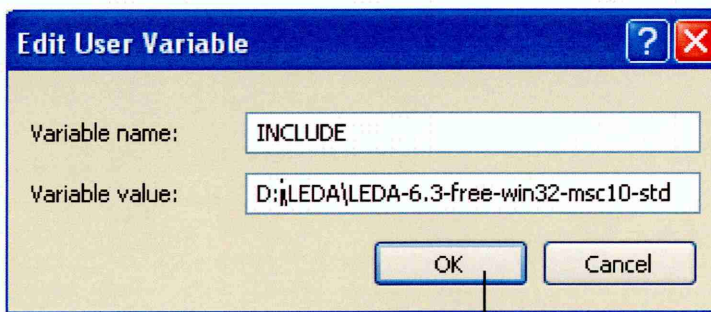 Edit User Variable
Variable name: INCLUDE
Variable value: D:\LEDA\LEDA-6.3-free-win32-msc10-std
OK Cancel